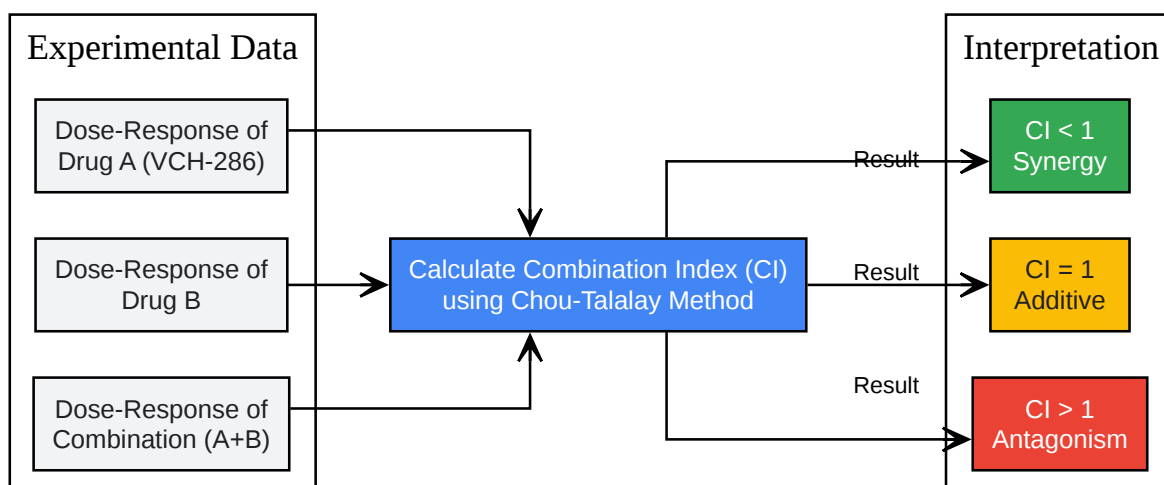 Experimental Data
Dose-Response of
Drug A (VCH-286)
Dose-Response of
Drug B
Dose-Response of
Combination (A+B)
Calculate Combination Index (CI)
using Chou-Talalay Method
Result
Result
Result
Interpretation
CI < 1
Synergy
CI = 1
Additive
CI > 1
Antagonism